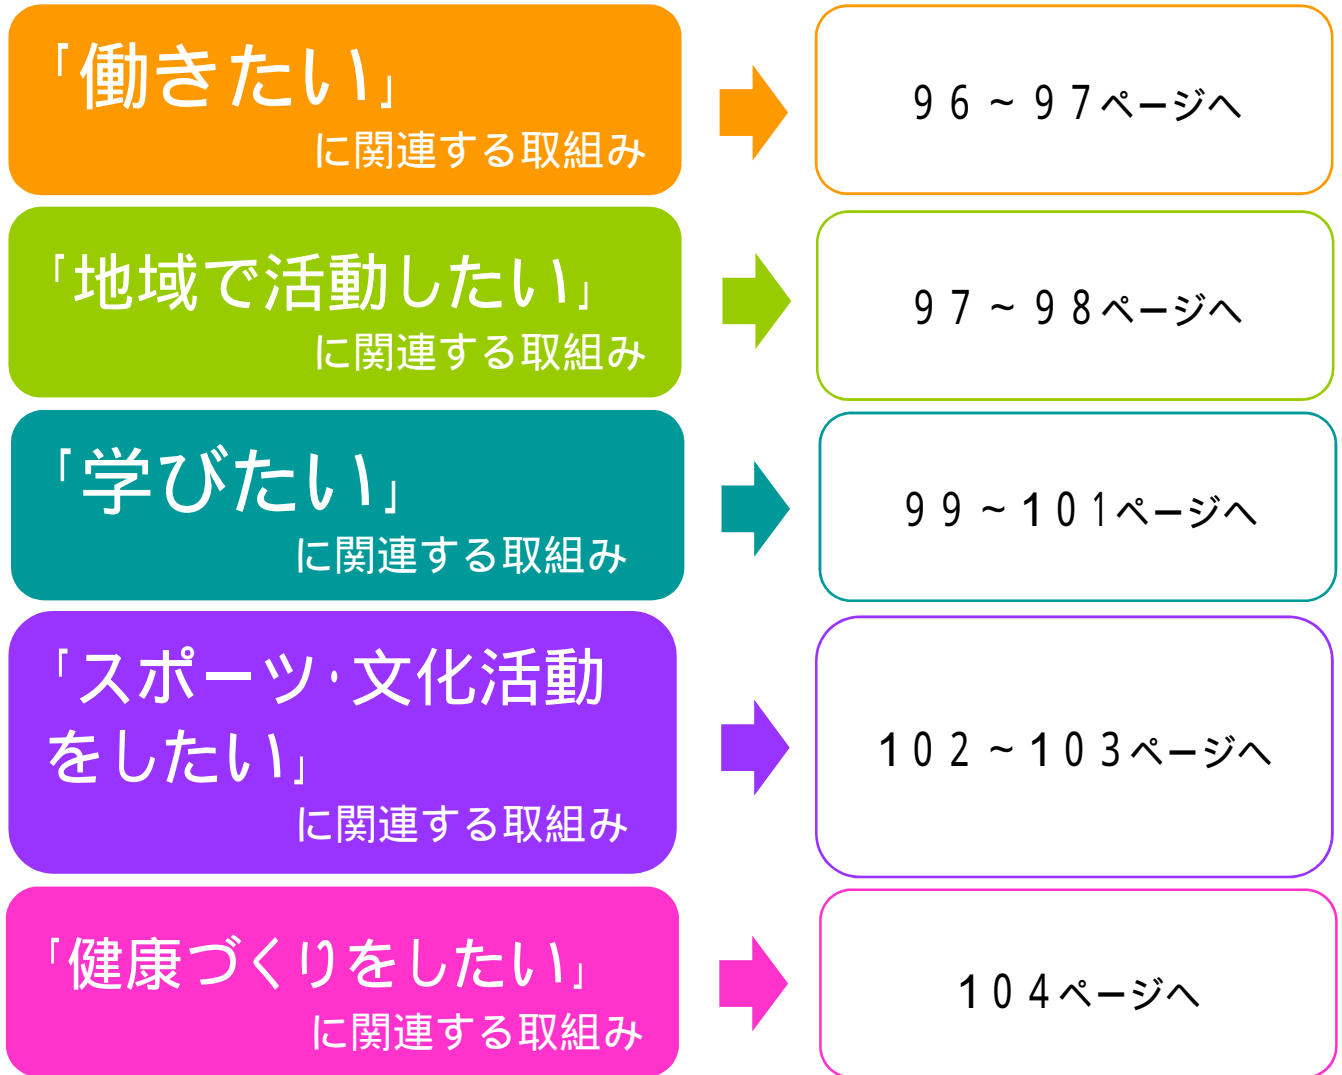 「働きたい」
に関連する取組み
９６～９７ページへ
「地域で活動したい」
に関連する取組み
９７～９８ページへ
「学びたい」
に関連する取組み
９９～１０１ページへ
「スポーツ・文化活動
をしたい」
に関連する取組み
１０２～１０３ページへ
「健康づくりをしたい」
に関連する取組み
１０４ページへ